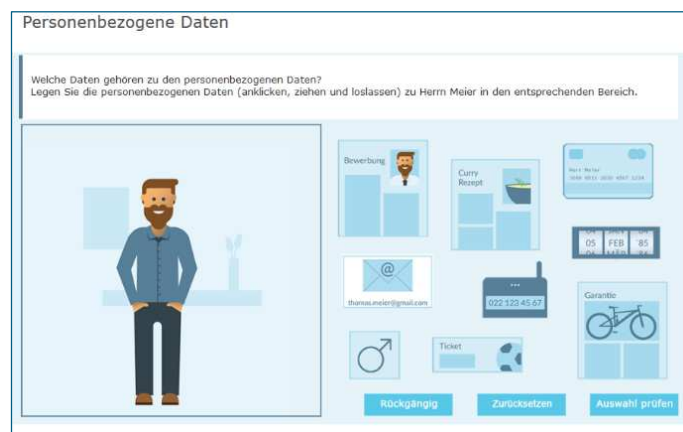 Personenbezogene Daten
Welche Daten gehören zu den personenbezogenen Daten?
Legen Sie die personenbezogenen Daten (anklicken, ziehen und loslassen) zu Herrn Meier in den entsprechenden Bereich.
Bewerbung
Curry
Rezept
Herr Meier
05 FEB '85
@
thomas.meier@gmail.com
022 123 45 67
Garantie
Ticket
Rückgängig
Zurücksetzen
Auswahl prüfen